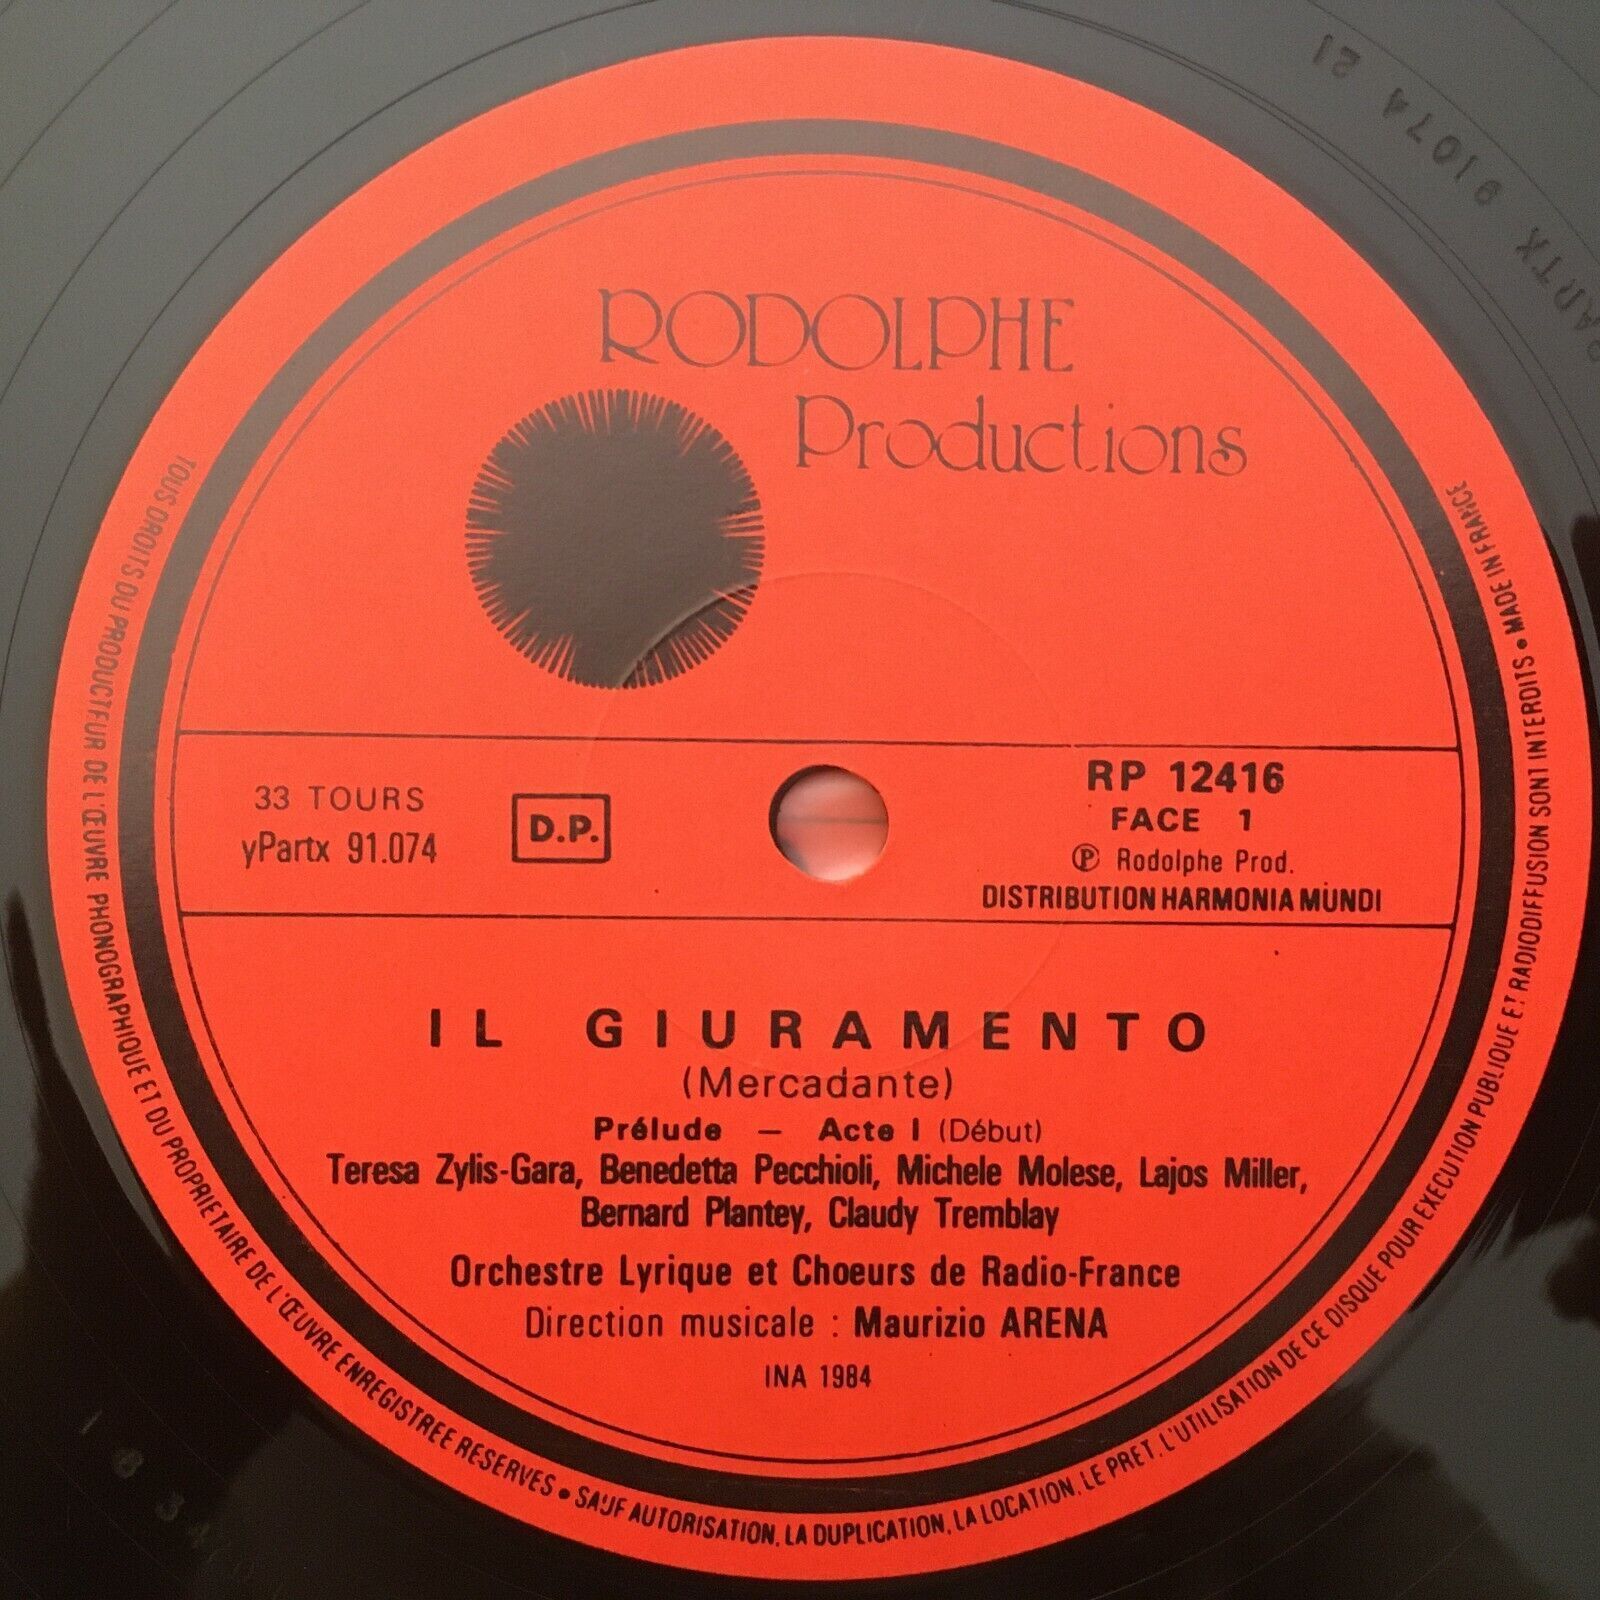 RODOLPHE
Productions
33 TOURS
yPartx 91.074
D.P.
RP 12416
FACE 1
℗ Rodolphe Prod.
DISTRIBUTION HARMONIA MUNDI
IL GIURAMENTO
(Mercadante)
Prélude — Acte I (Début)
Teresa Zylis-Gara, Benedetta Pecchioli, Michele Molese, Lajos Miller,
Bernard Plantey, Claudy Tremblay
Orchestre Lyrique et Choeurs de Radio-France
Direction musicale : Maurizio ARENA
INA 1984
TOUS DROITS DU PRODUCTEUR DE L'ŒUVRE PHONOGRAPHIQUE ET DU PROPRIETAIRE DE L'ŒUVRE ENREGISTREE RESERVES • SAUF AUTORISATION, LA DUPLICATION, LA LOCATION, LE PRET, L'UTILISATION DE CE DISQUE POUR EXECUTION PUBLIQUE ET RADIODIFFUSION SONT INTERDITS • MADE IN FRANCE
PARTX 91074 21